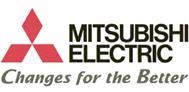 MITSUBISHI
ELECTRIC
Changes for the Better